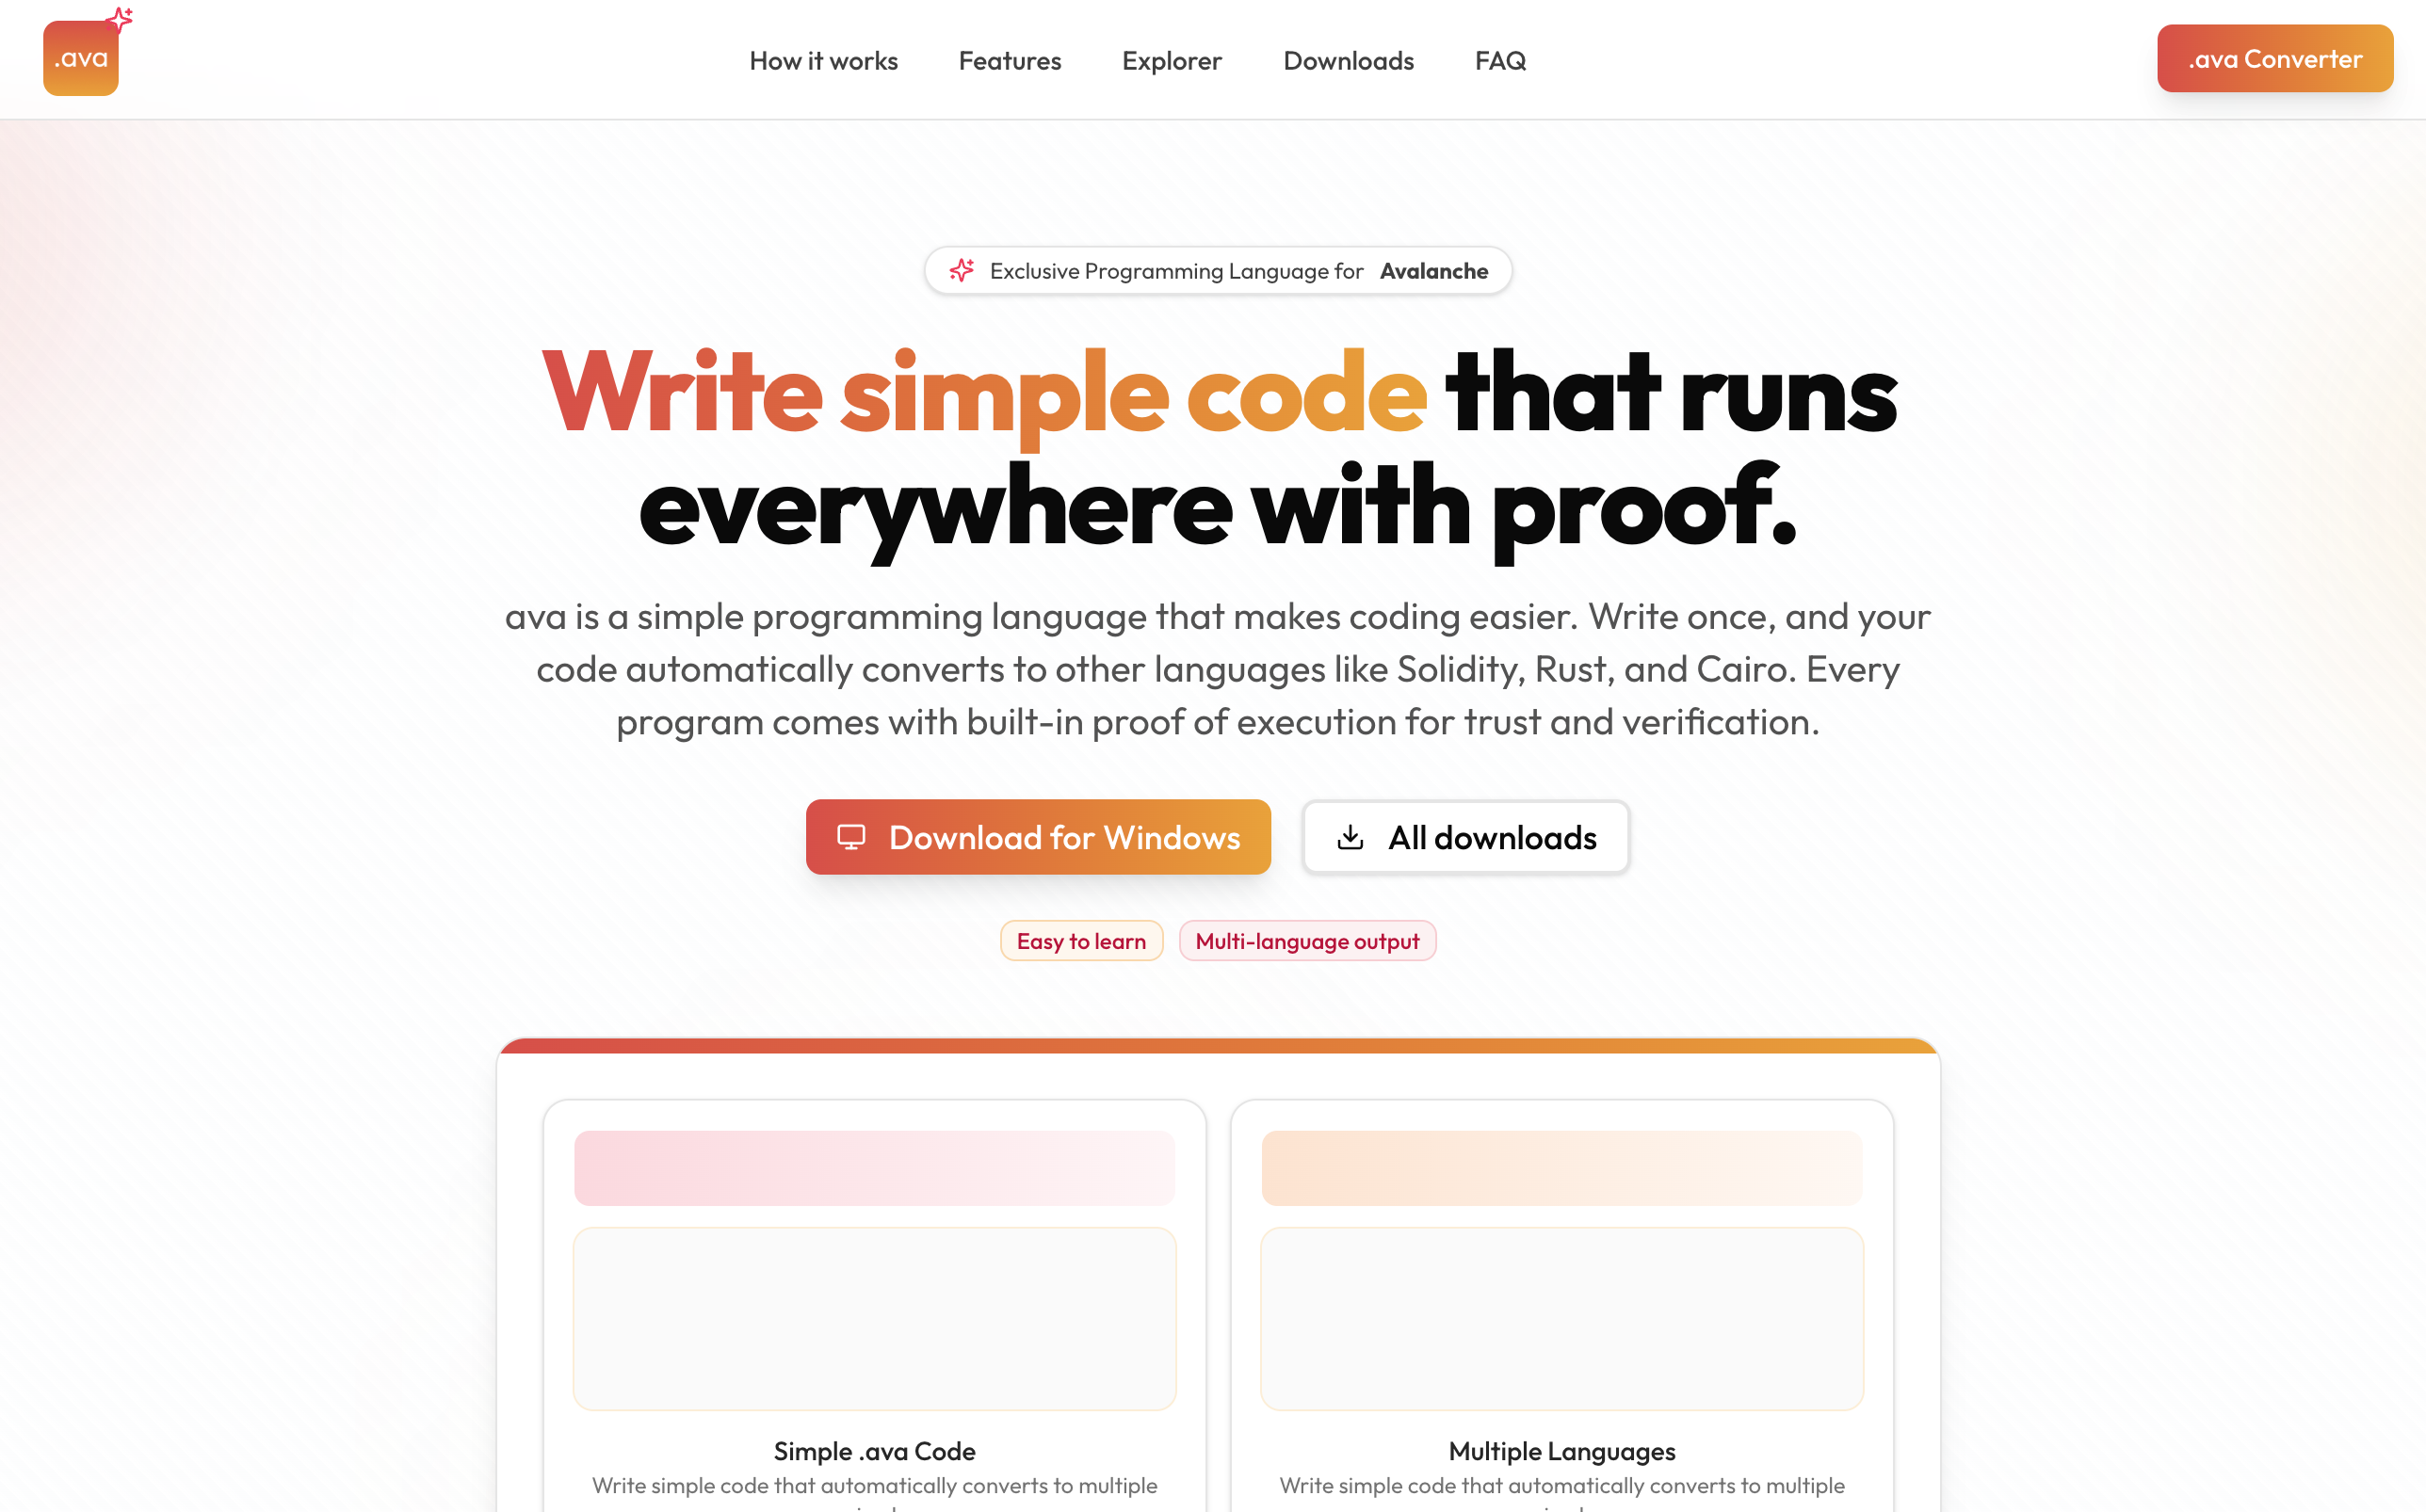 .ava
How it works
Features
Explorer
Downloads
FAQ
.ava Converter
Exclusive Programming Language for Avalanche
Write simple code that runs
everywhere with proof.
ava is a simple programming language that makes coding easier. Write once, and your
code automatically converts to other languages like Solidity, Rust, and Cairo. Every
program comes with built-in proof of execution for trust and verification.
Download for Windows
All downloads
Easy to learn
Multi-language output
Simple .ava Code
Write simple code that automatically converts to multiple
Multiple Languages
Write simple code that automatically converts to multiple